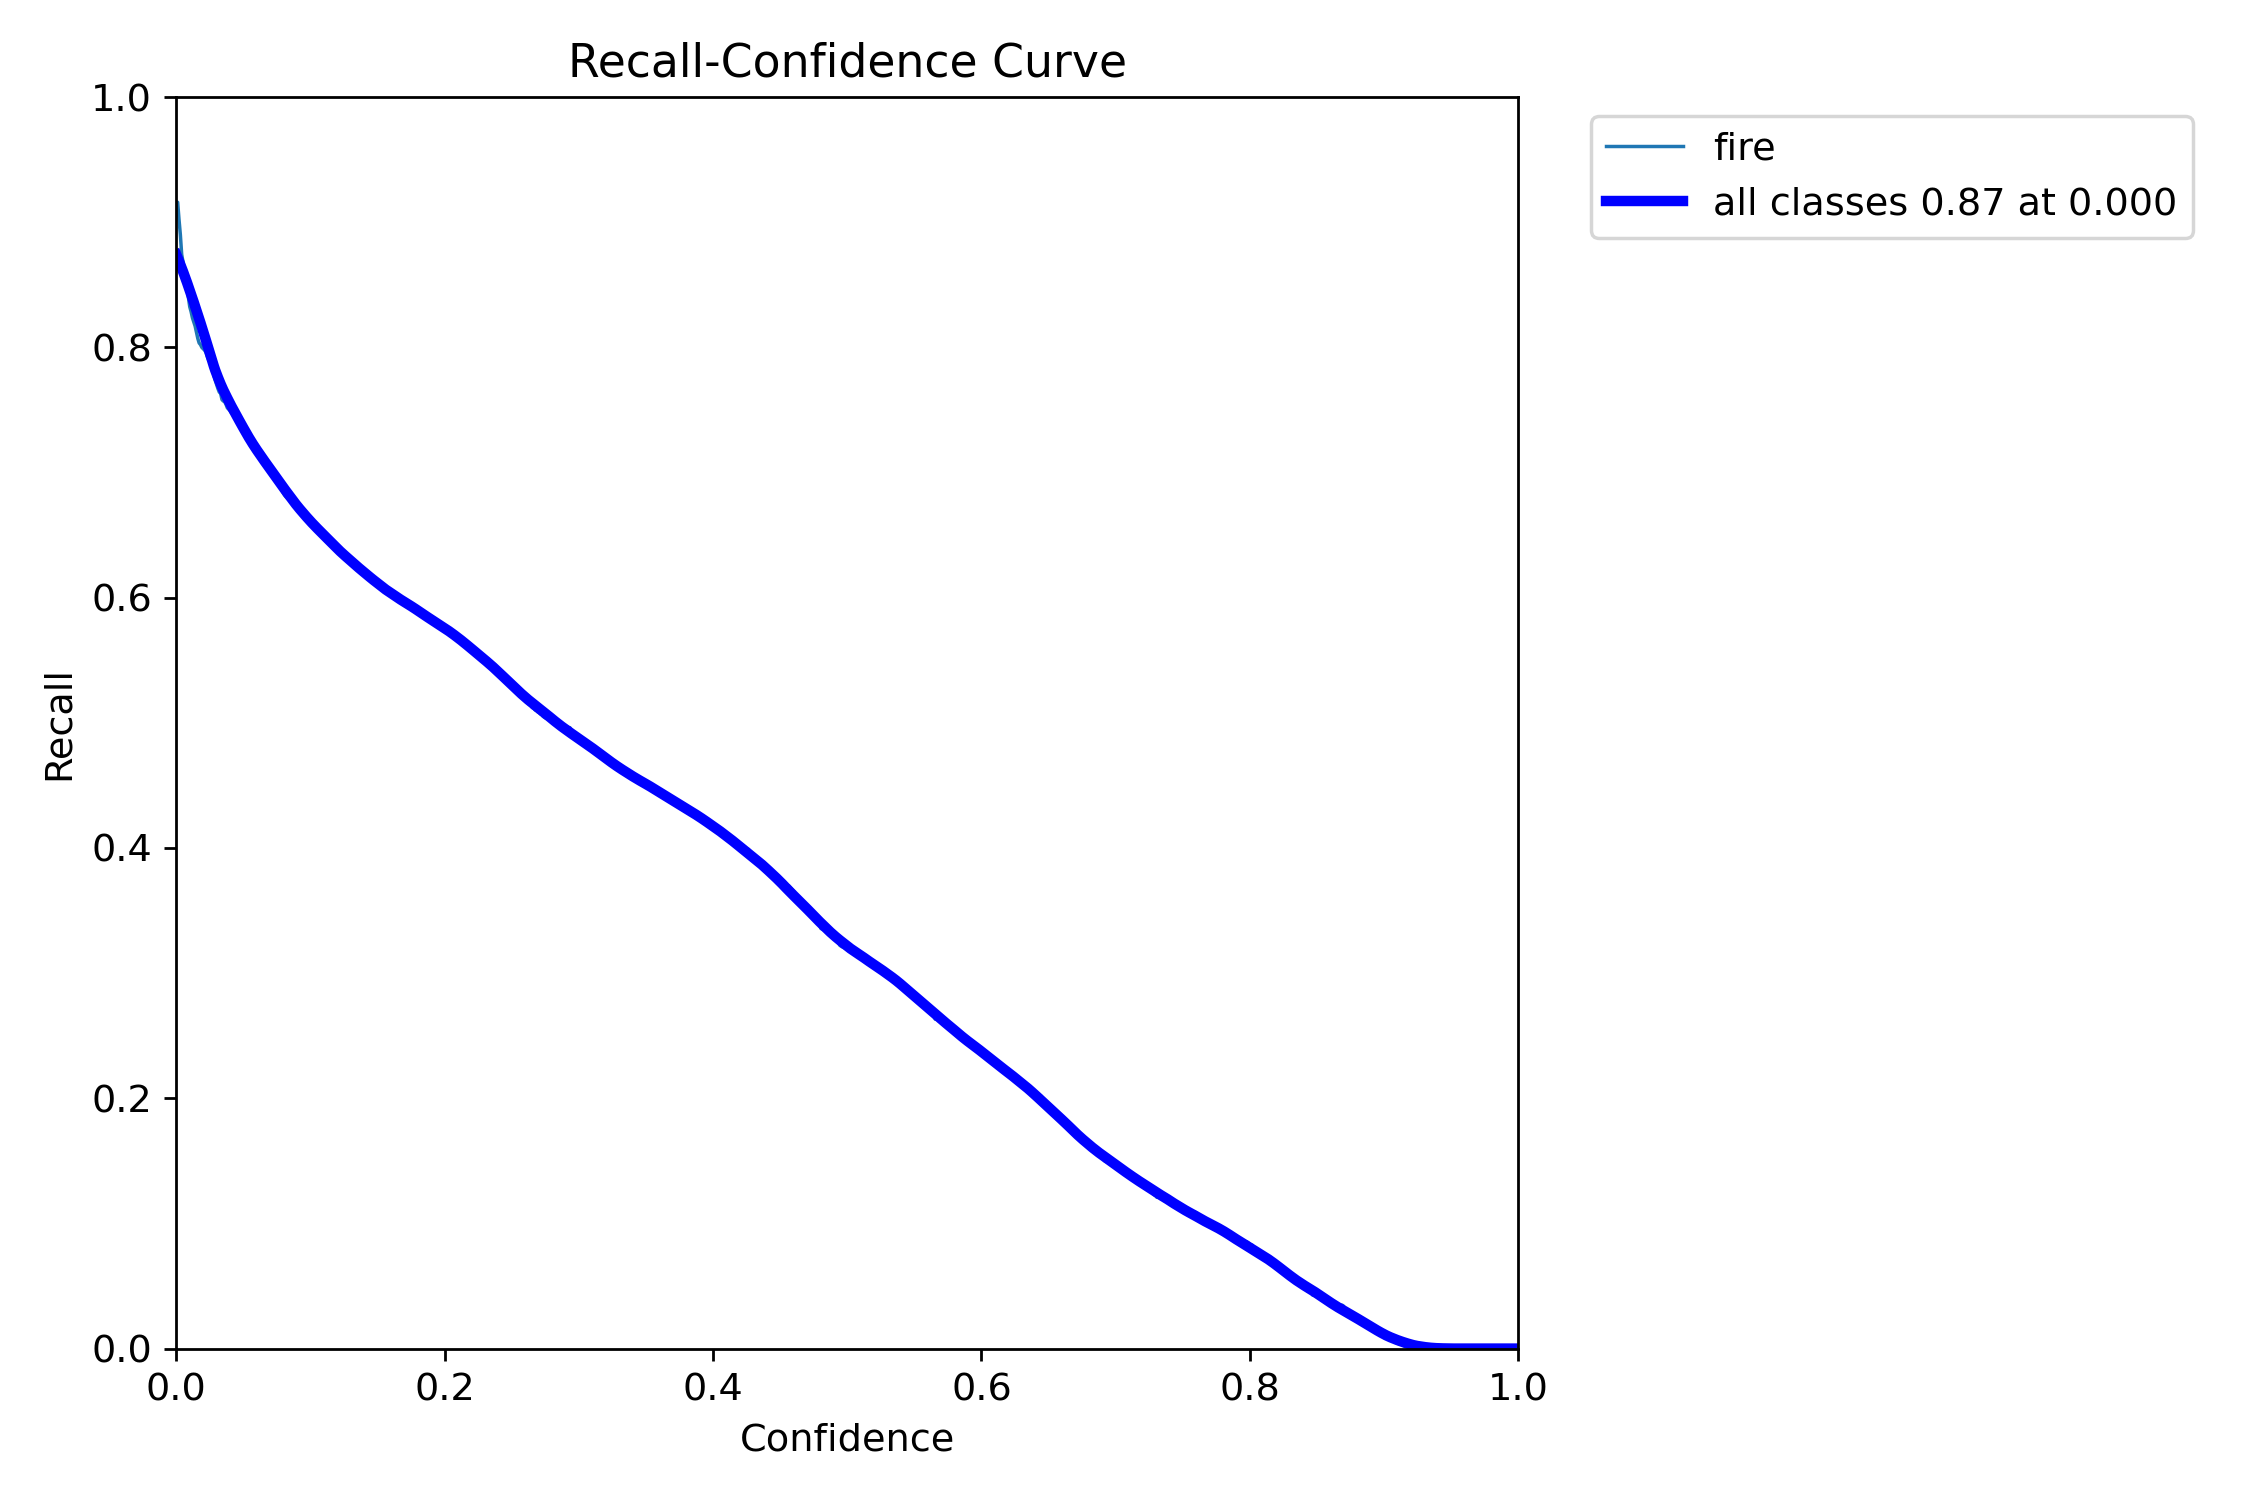 Recall-Confidence Curve
1.0
0.8
0.6
0.4
0.2
0.0
Recall
0.0 0.2 0.4 0.6 0.8 1.0
Confidence
fire
all classes 0.87 at 0.000